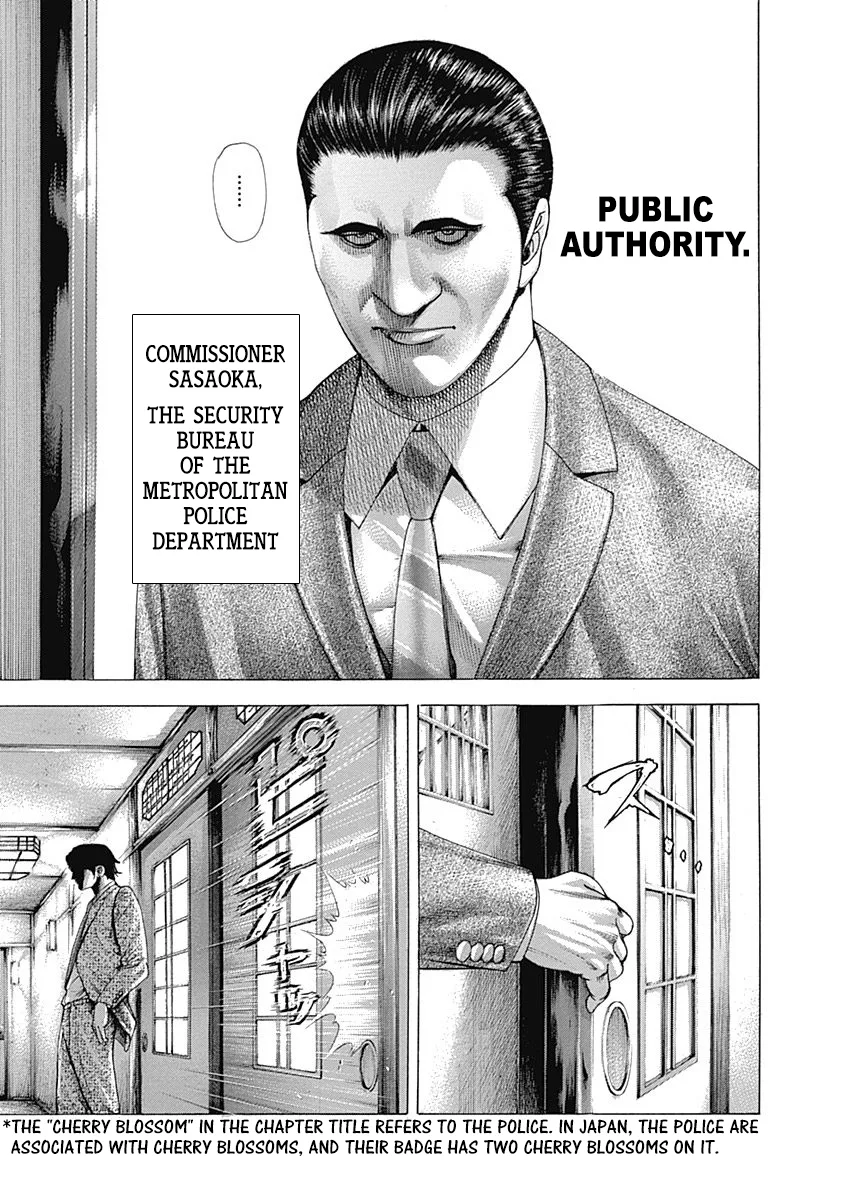 PUBLIC
AUTHORITY.
⋯⋯
COMMISSIONER
SASAOKA,
THE SECURITY
BUREAU
OF THE
METROPOLITAN
POLICE
DEPARTMENT
ス...
ピシャッ
*THE "CHERRY BLOSSOM" IN THE CHAPTER TITLE REFERS TO THE POLICE. IN JAPAN, THE POLICE ARE
ASSOCIATED WITH CHERRY BLOSSOMS, AND THEIR BADGE HAS TWO CHERRY BLOSSOMS ON IT.